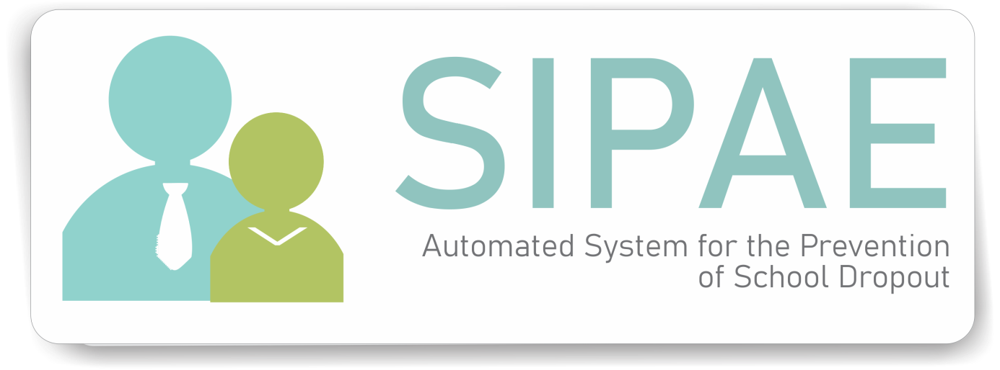 SIPAE
Automated System for the Prevention
of School Dropout